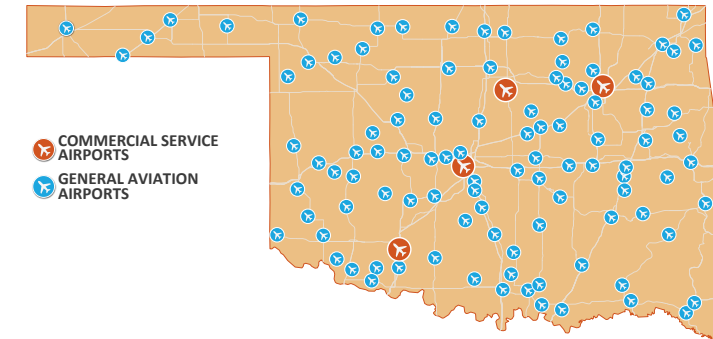 COMMERCIAL SERVICE
AIRPORTS
GENERAL AVIATION
AIRPORTS